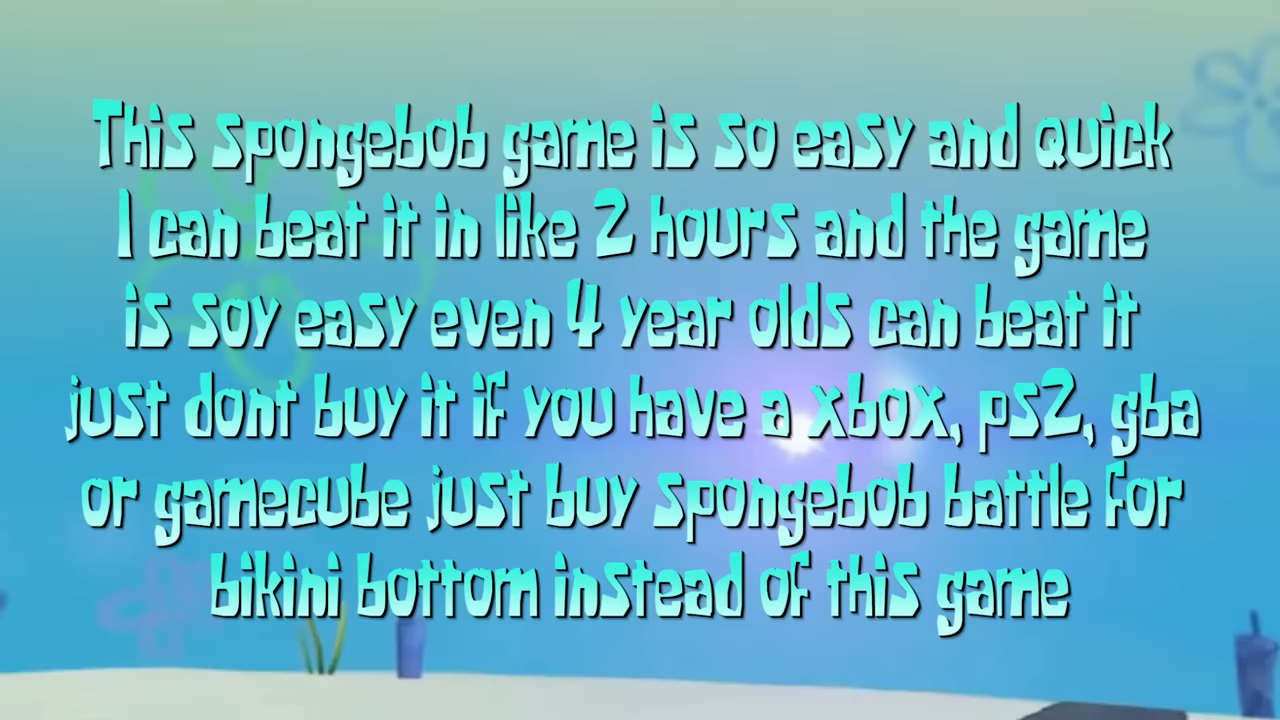 This spongebob game is so easy and quick
I can beat it in like 2 hours and the game
is soy easy even 4 year olds can beat it
just dont buy it if you have a xbox, ps2, gba
or gamecube just buy spongebob battle for
bikini bottom instead of this game